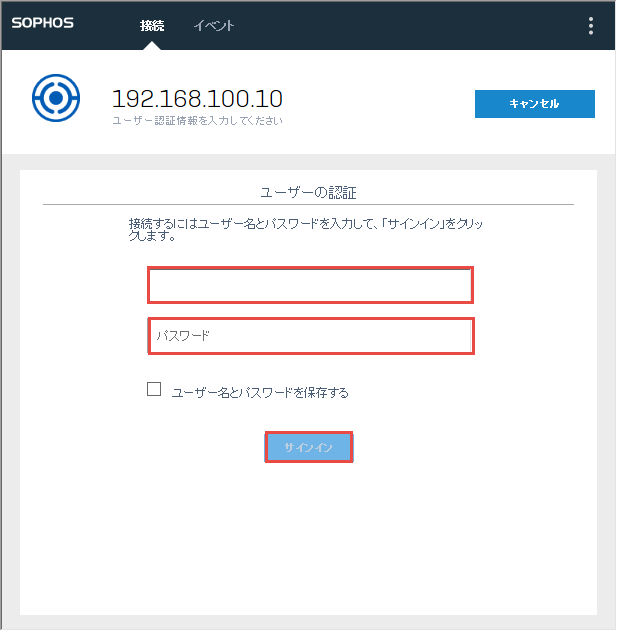 SOPHOS
接続 イベント
192.168.100.10
ユーザー認証情報を入力してください
キャンセル
ユーザーの認証
接続するにはユーザー名とパスワードを入力して、「サインイン」をクリッ
クします。
パスワード
ユーザー名とパスワードを保存する
サインイン